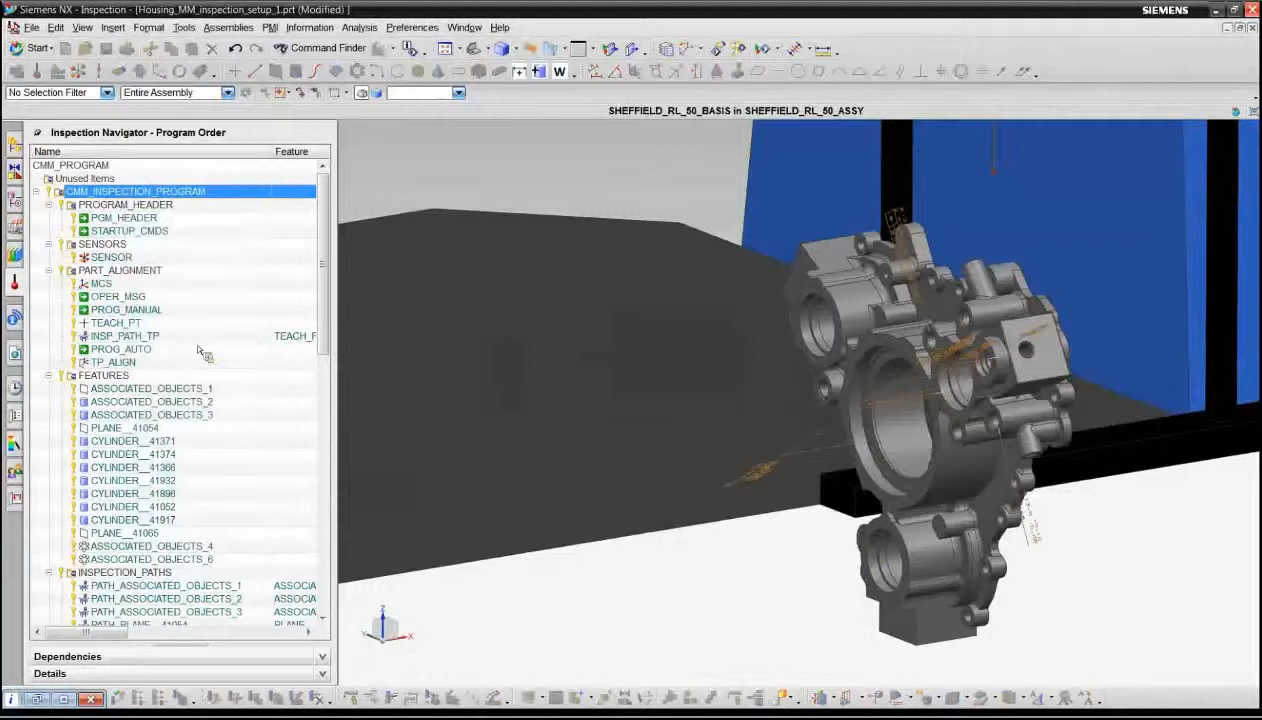 Siemens NX - Inspection - [Housing_MM_inspection_setup_1.prt (Modified) ]
SIEMENS
File Edit View Insert Format Tools Assemblies PMI Information Analysis Preferences Window Help
Start Command Finder
W
No Selection Filter Entire Assembly
SHEFFIELD_RL_50_BASIS in SHEFFIELD_RL_50_ASSY
Inspection Navigator - Program Order
Name Feature
CMM_PROGRAM
Unused Items
CMM_INSPECTION_PROGRAM
PROGRAM_HEADER
PGM_HEADER
STARTUP_CMDS
SENSORS
SENSOR
PART_ALIGNMENT
MCS
OPER_MSG
PROG_MANUAL
TEACH_PT
INSP_PATH_TP TEACH_F
PROG_AUTO
TP_ALIGN
FEATURES
ASSOCIATED_OBJECTS_1
ASSOCIATED_OBJECTS_2
ASSOCIATED_OBJECTS_3
PLANE__41054
CYLINDER__41371
CYLINDER__41374
CYLINDER__41366
CYLINDER__41932
CYLINDER__41896
CYLINDER__41052
CYLINDER__41917
PLANE__41065
ASSOCIATED_OBJECTS_4
ASSOCIATED_OBJECTS_6
INSPECTION_PATHS
PATH_ASSOCIATED_OBJECTS_1 ASSOCIA
PATH_ASSOCIATED_OBJECTS_2 ASSOCIA
PATH_ASSOCIATED_OBJECTS_3 ASSOCIA
PATH_PLANE__41054 PLANE
Z
Y X
Dependencies
Details